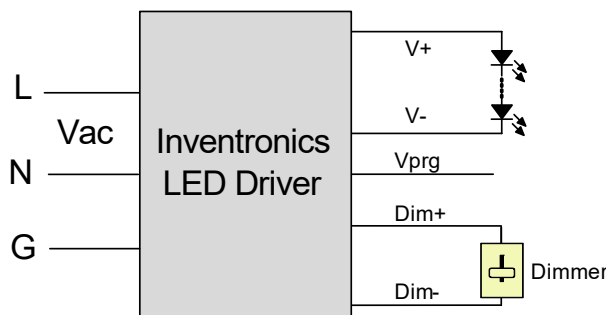 L
Vac
N
G
Inventronics
LED Driver
V+
V-
Vprg
Dim+
Dim-
Dimmer